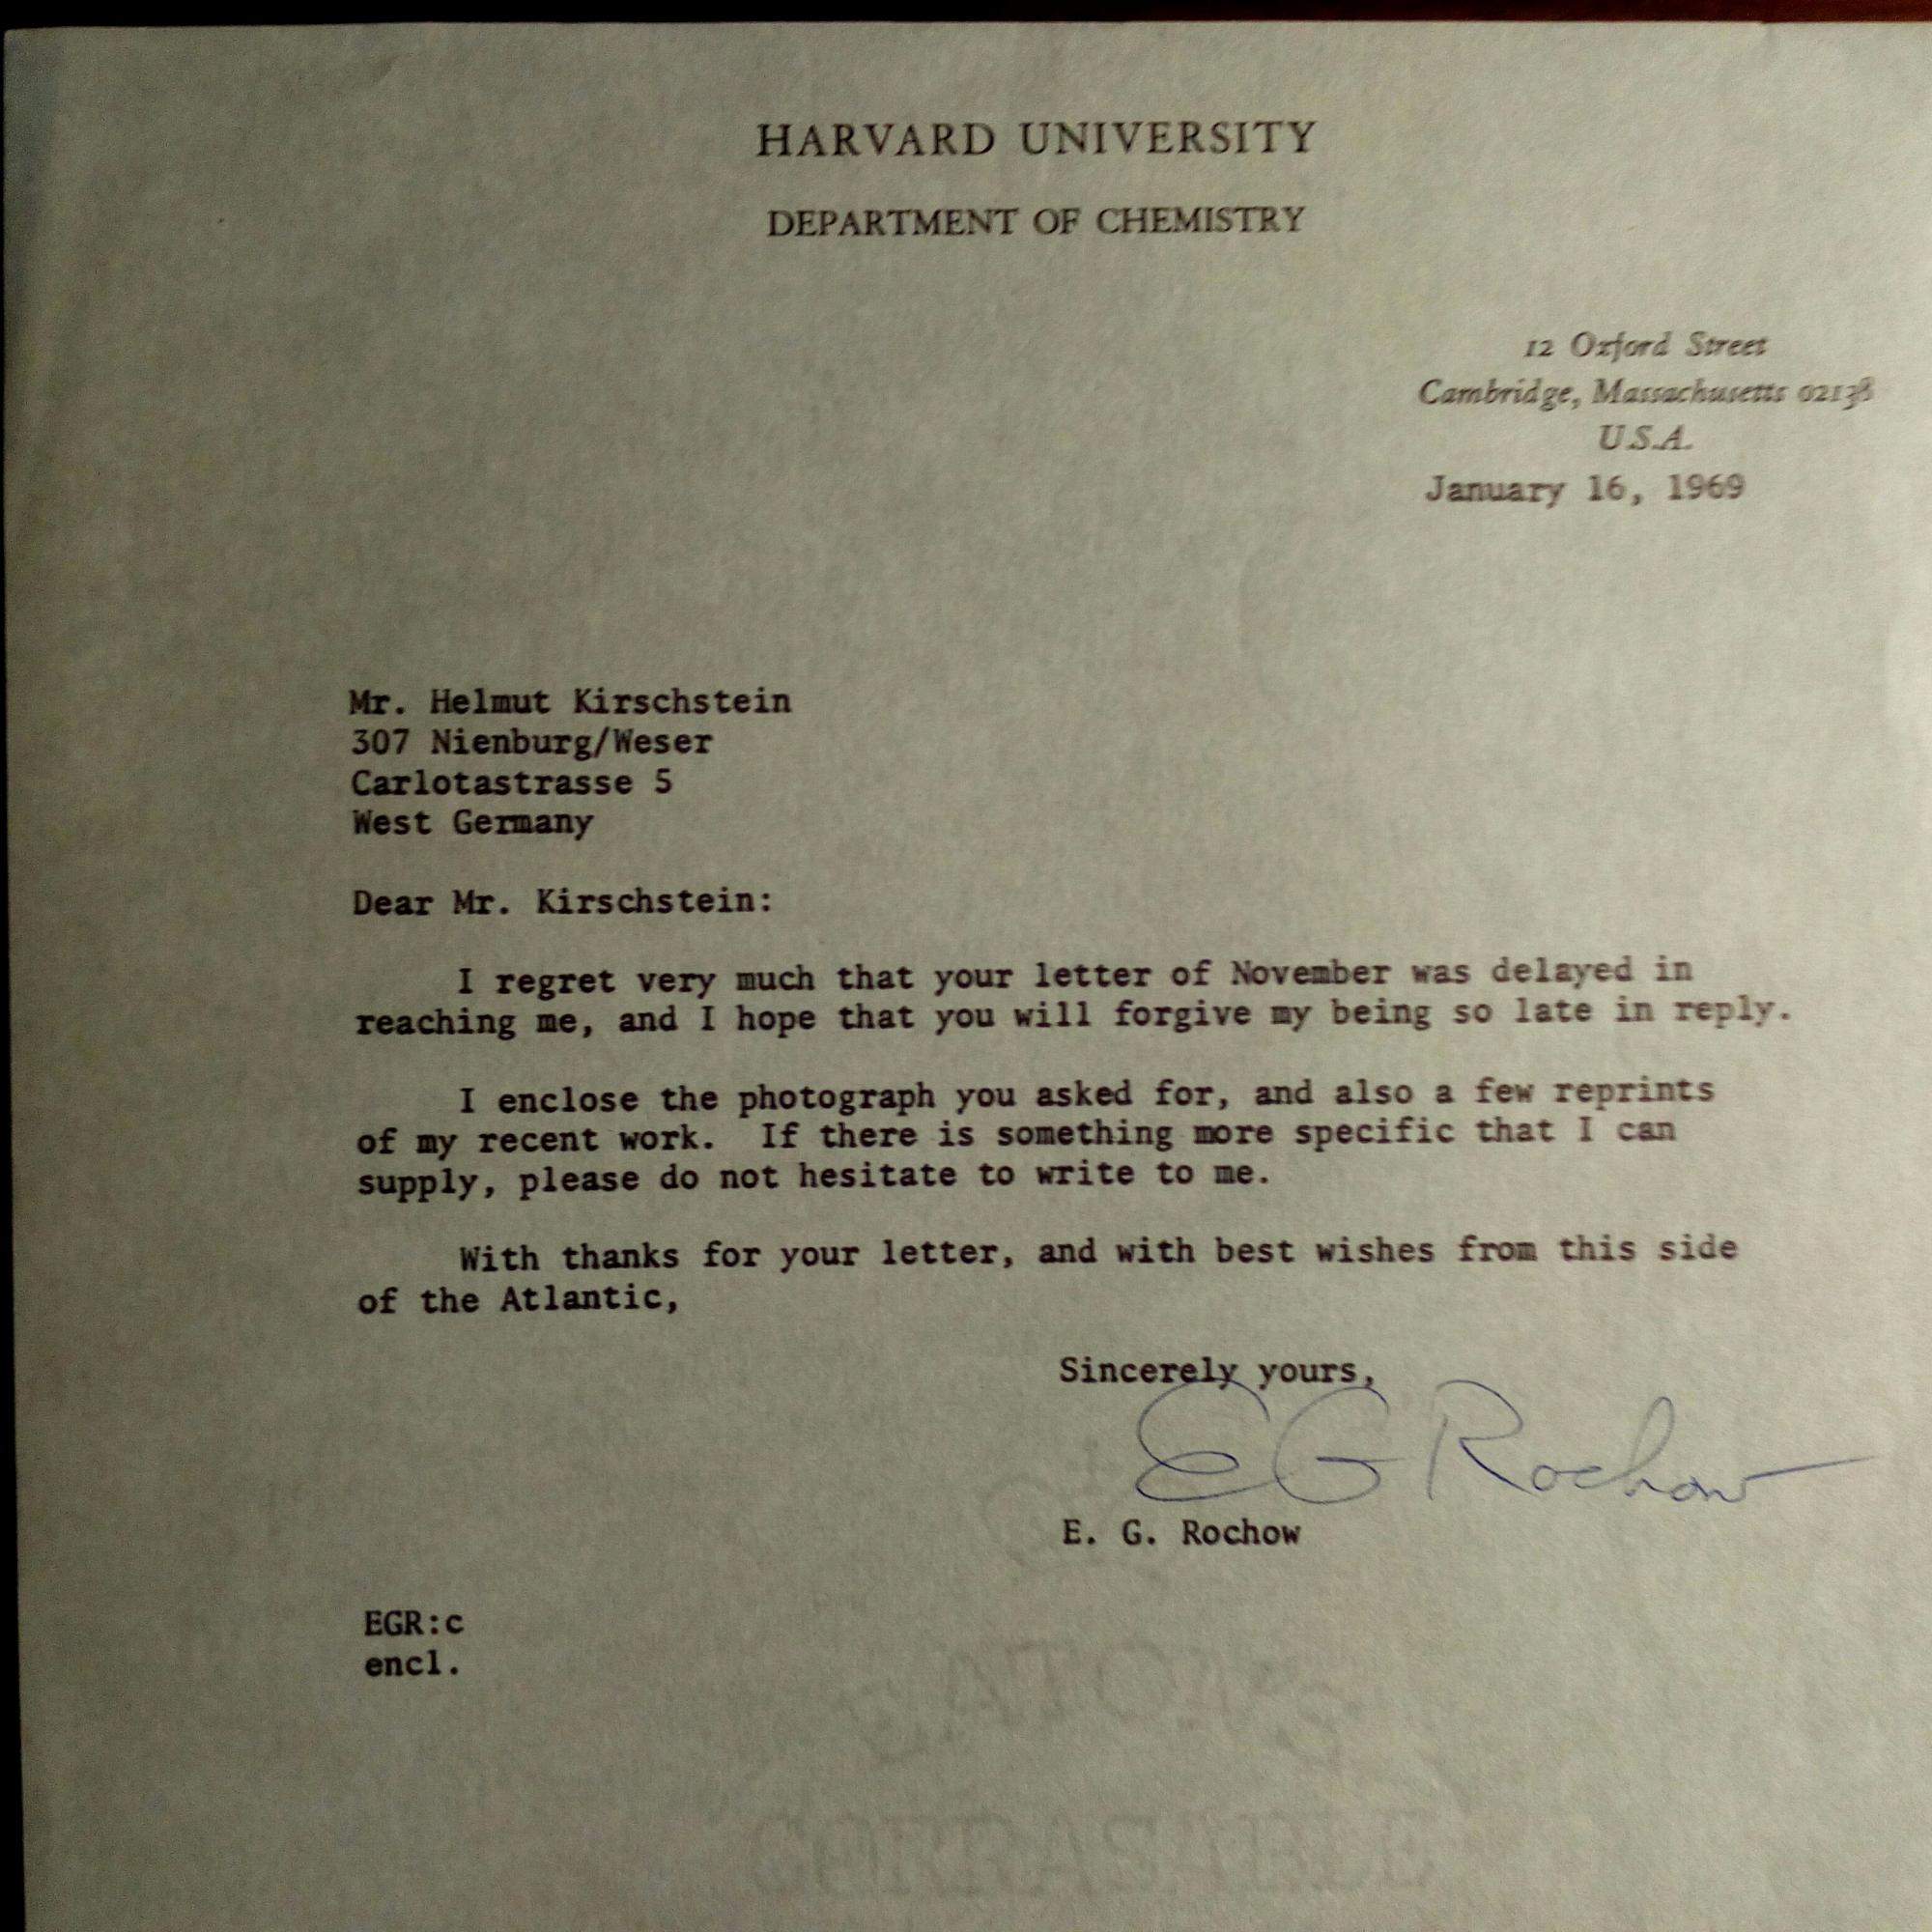 HARVARD UNIVERSITY
DEPARTMENT OF CHEMISTRY
12 Oxford Street
Cambridge, Massachusetts 02138
U.S.A.
January 16, 1969
Mr. Helmut Kirschstein
307 Nienburg/Weser
Carlotastrasse 5
West Germany
Dear Mr. Kirschstein:
I regret very much that your letter of November was delayed in
reaching me, and I hope that you will forgive my being so late in reply.
I enclose the photograph you asked for, and also a few reprints
of my recent work. If there is something more specific that I can
supply, please do not hesitate to write to me.
With thanks for your letter, and with best wishes from this side
of the Atlantic,
Sincerely yours,
E G Rochow
E. G. Rochow
EGR:c
encl.